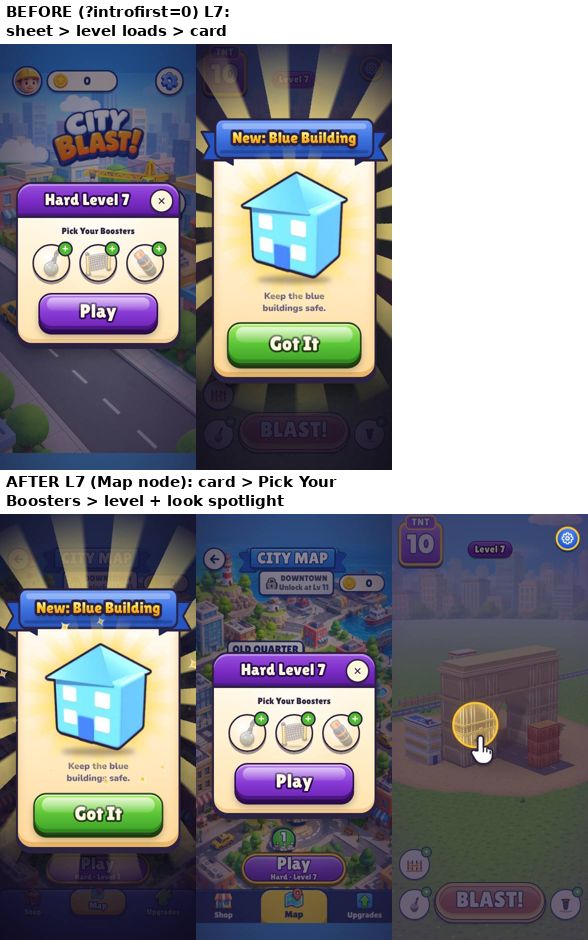 BEFORE (?introfirst=0) L7:
sheet > level loads > card
0
CITY
BLAST!
Hard Level 7
×
Pick Your Boosters
+ + +
Play
TNT
10
Level 7
New: Blue Building
Keep the blue
buildings safe.
Got It
BLAST!
AFTER L7 (Map node): card > Pick Your
Boosters > level + look spotlight
CITY MAP
New: Blue Building
Keep the blue
buildings safe.
Got It
Play
Hard - Level 7
Shop
Map
Upgrades
CITY MAP
DOWNTOWN
Unlock at Lv 11
0
OLD QUARTER
Hard Level 7
×
Pick Your Boosters
+ + +
Play
1
Play
Hard - Level 7
Shop
Map
Upgrades
TNT
10
Level 7
BLAST!